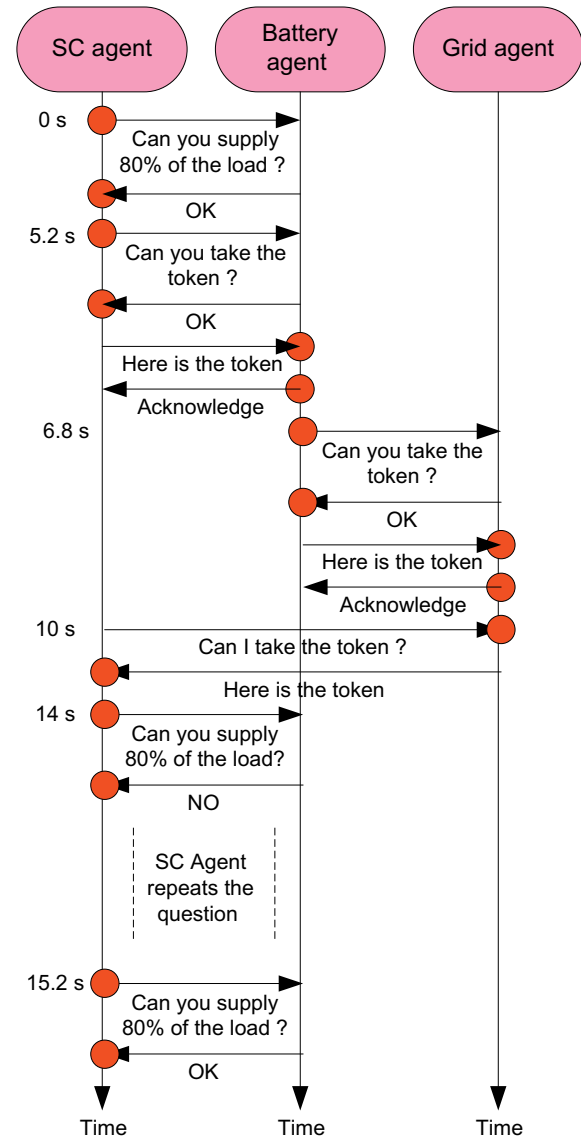 SC agent
Battery
agent
Grid agent
0 s
Can you supply
80% of the load ?
OK
5.2 s
Can you take the
token ?
OK
Here is the token
Acknowledge
6.8 s
Can you take the
token ?
OK
Here is the token
Acknowledge
10 s
Can I take the token ?
Here is the token
14 s
Can you supply
80% of the load?
NO
SC Agent
repeats the
question
15.2 s
Can you supply
80% of the load ?
OK
Time
Time
Time